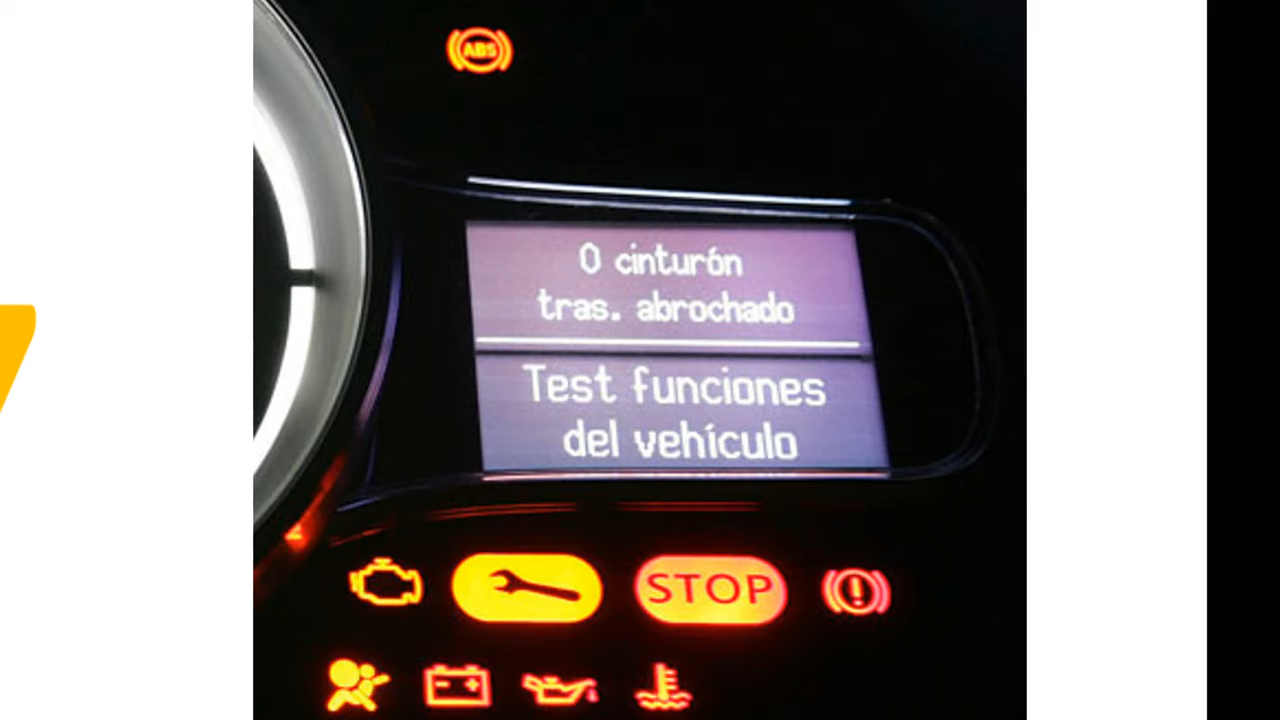 ABS
0 cinturón
tras. abrochado
Test funciones
del vehículo
STOP